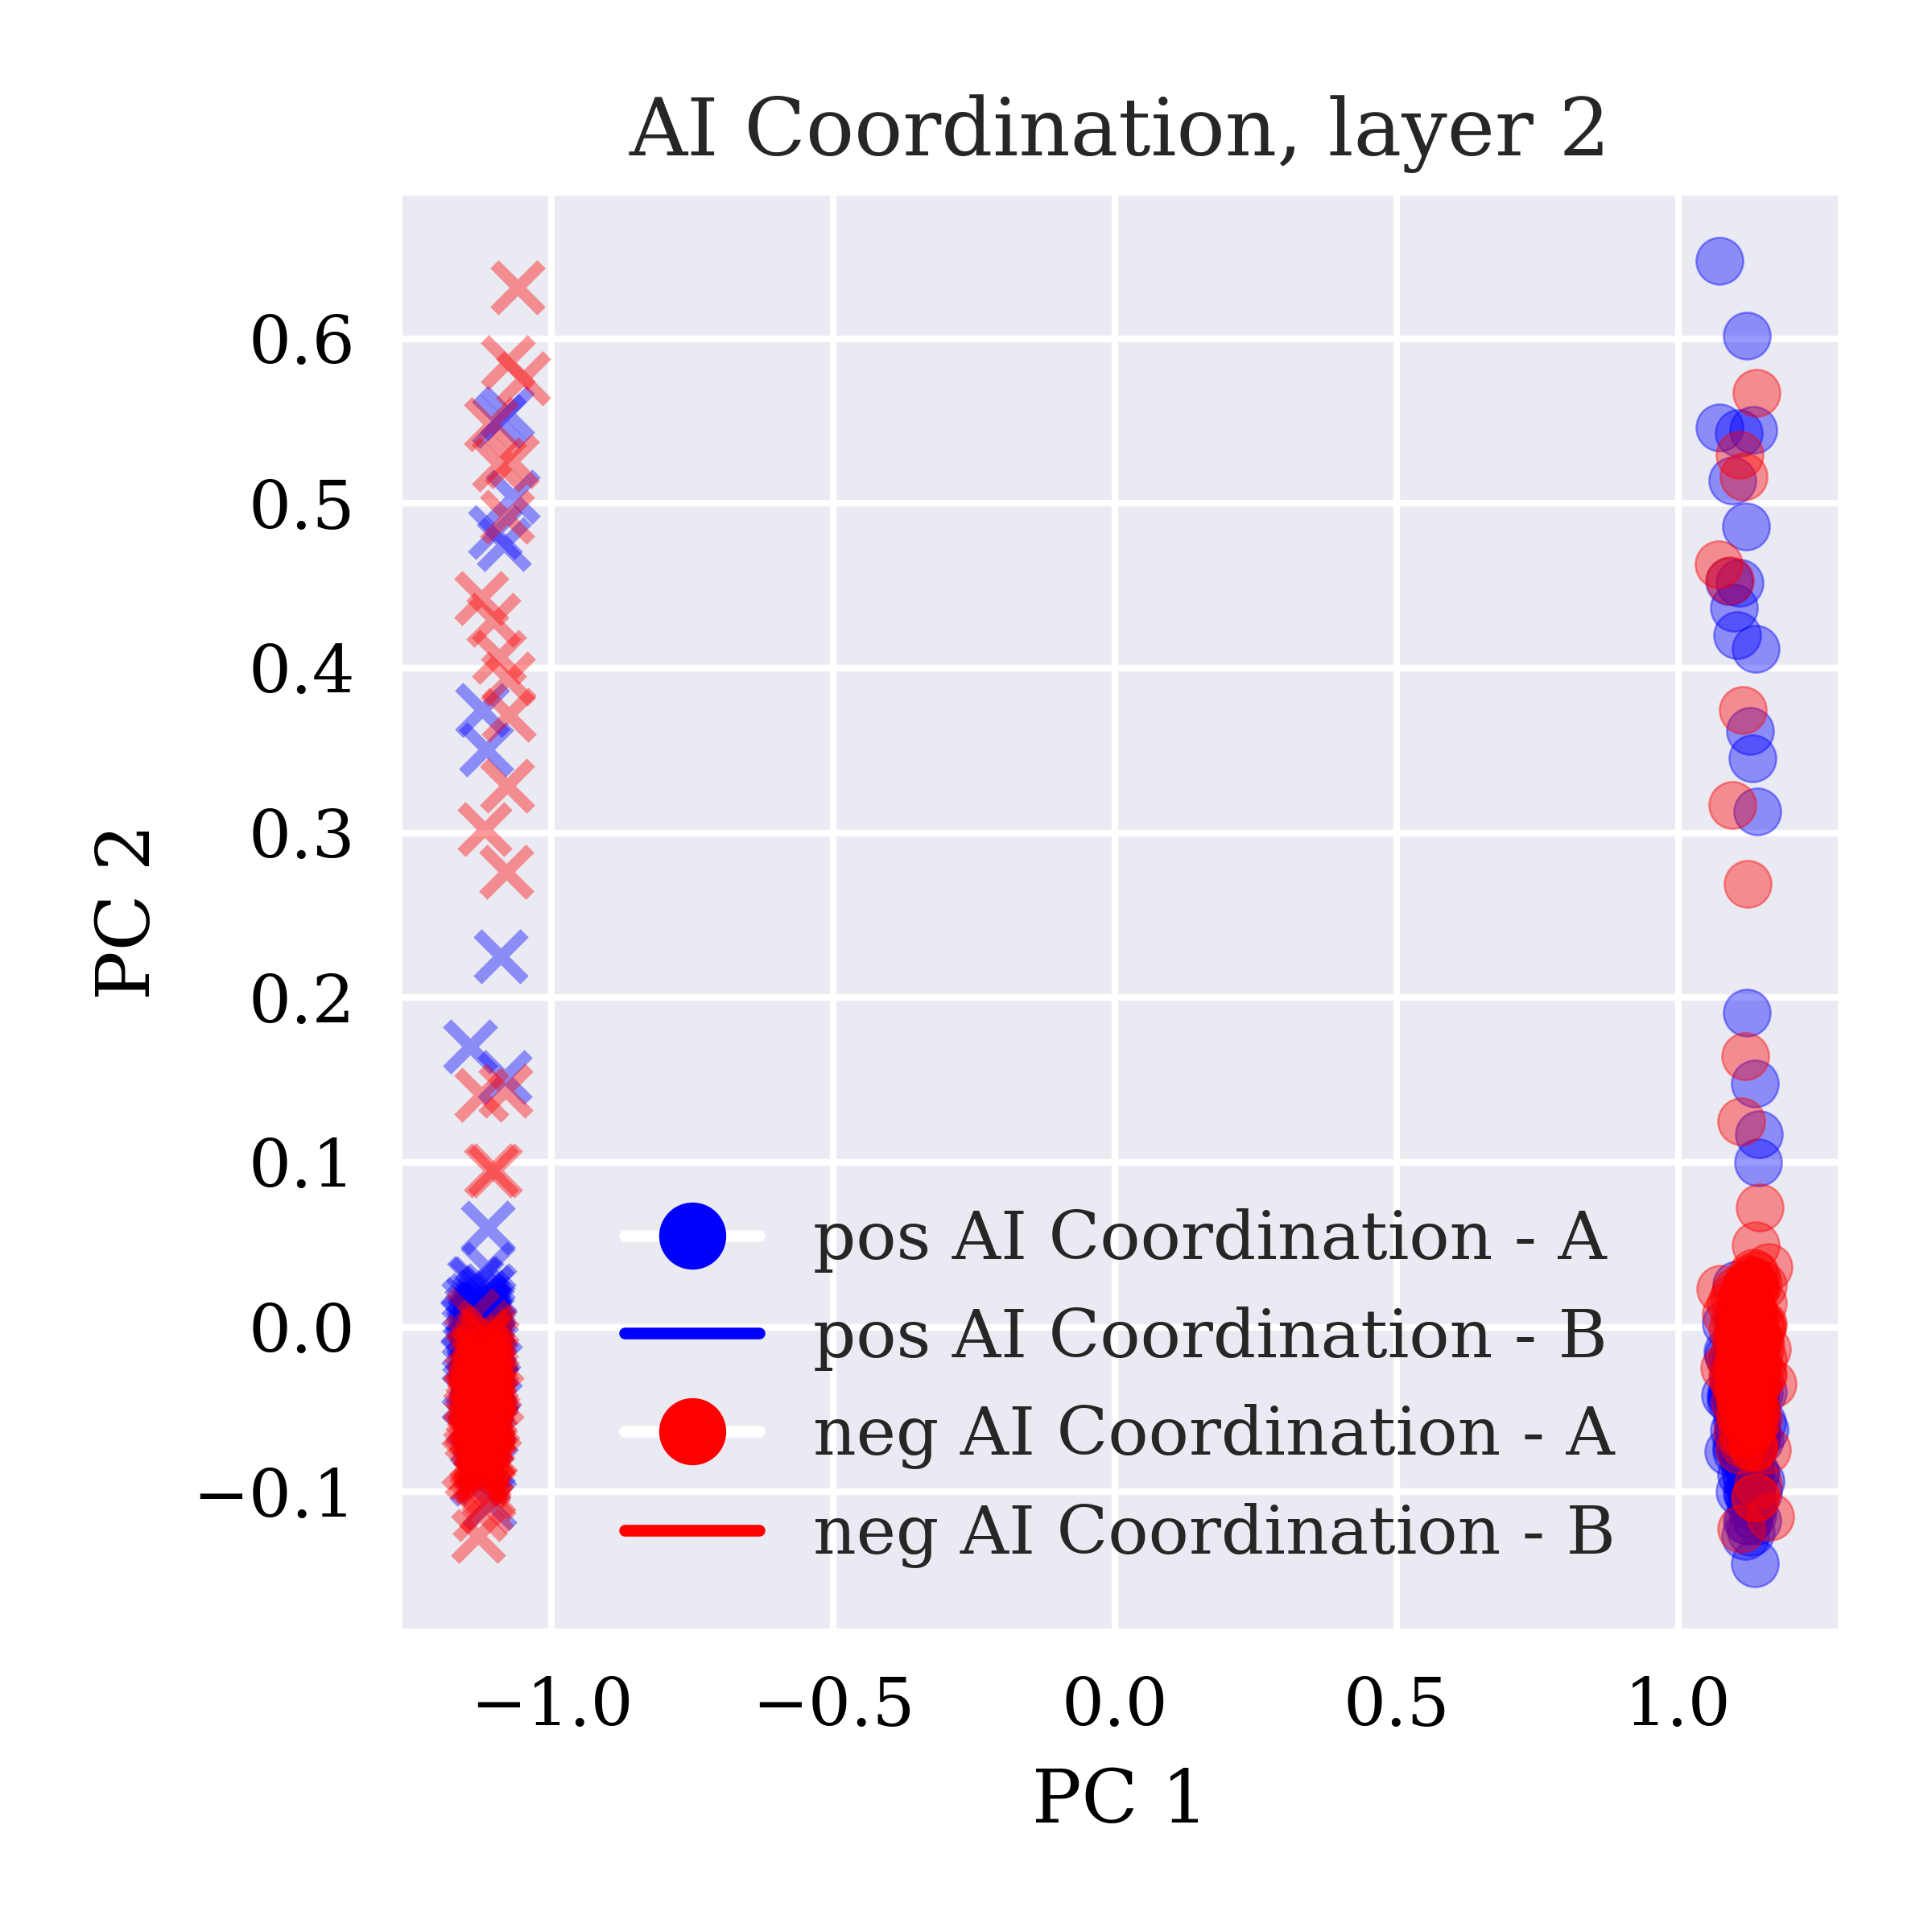 AI Coordination, layer 2
0.6
0.5
0.4
0.3
0.2
0.1
0.0
−0.1
PC 2
pos AI Coordination - A
pos AI Coordination - B
neg AI Coordination - A
neg AI Coordination - B
−1.0 −0.5 0.0 0.5 1.0
PC 1